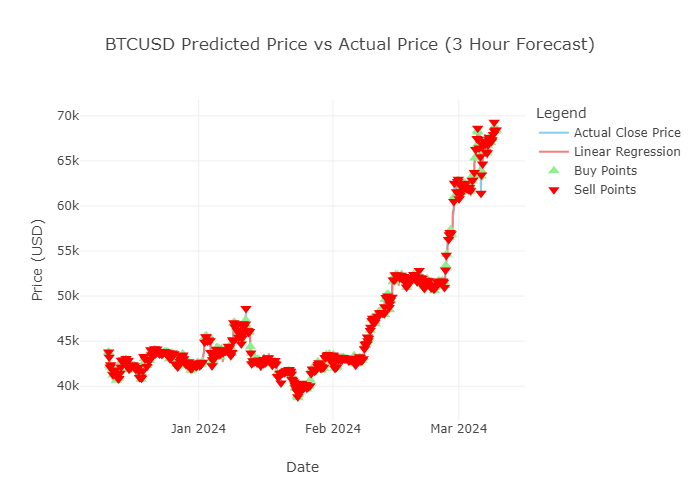 BTCUSD Predicted Price vs Actual Price (3 Hour Forecast)
70k
65k
60k
55k
50k
45k
40k
Price (USD)
Jan 2024
Feb 2024
Mar 2024
Date
Legend
Actual Close Price
Linear Regression
Buy Points
Sell Points